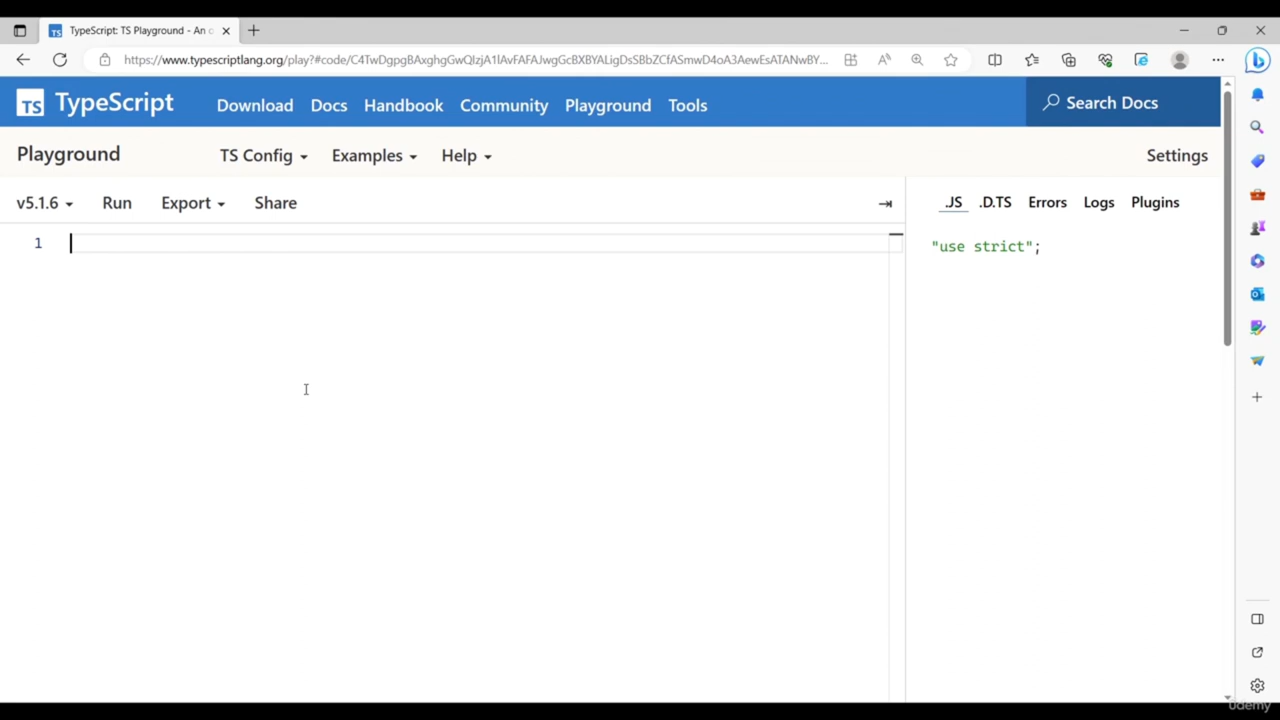 TypeScript: TS Playground - An o
https://www.typescriptlang.org/play?#code/C4TwDgpgBAxghgGwQIzjA1lAvFAFAJwgGcBXBYALigDsSBbZCfASmwD4oA3AewEsATANwBY...
TS TypeScript Download Docs Handbook Community Playground Tools Search Docs
Playground TS Config Examples Help Settings
v5.1.6 Run Export Share .JS .D.TS Errors Logs Plugins
1 "use strict";
udemy